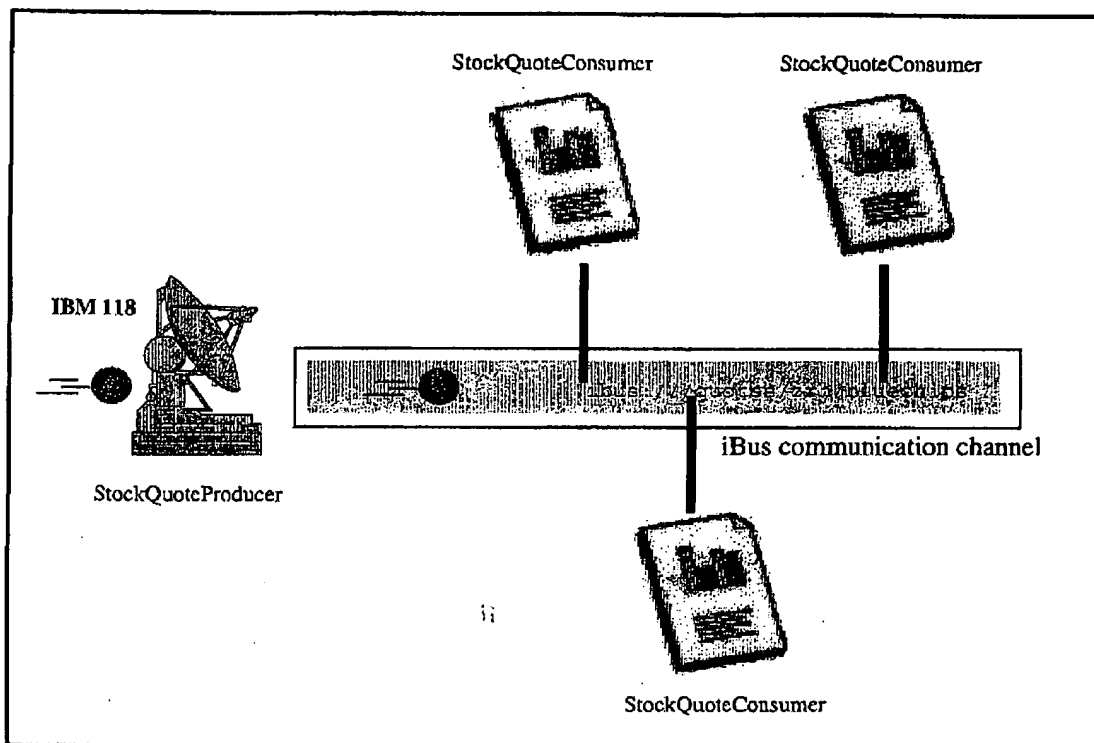 StockQuoteConsumer
StockQuoteConsumer
IBM 118
iBus communication channel
StockQuoteProducer
StockQuoteConsumer